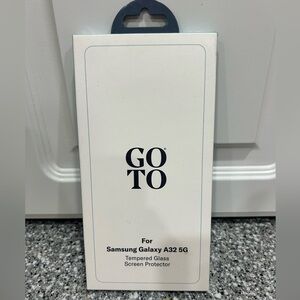 GO
TO
For
Samsung Galaxy A32 5G
Tempered Glass
Screen Protector